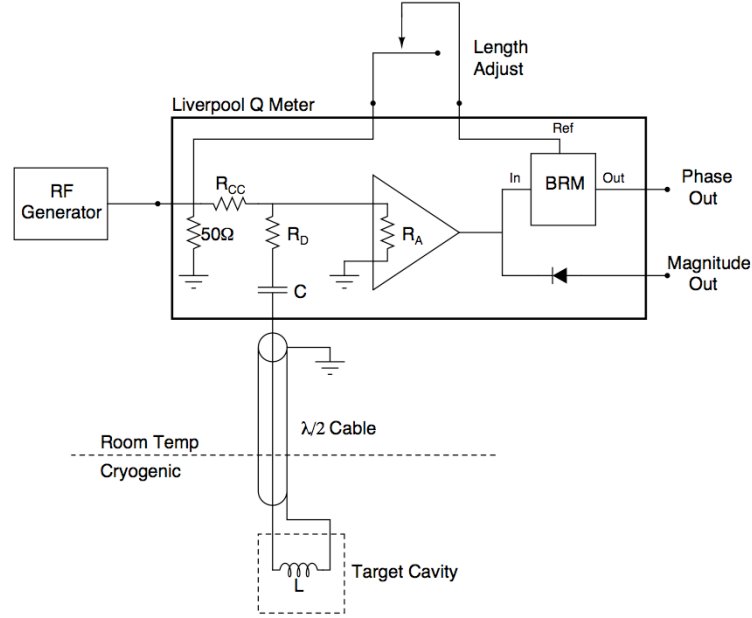 Length
Adjust
Liverpool Q Meter
Ref
RF
Generator
R_CC
In
BRM
Out
Phase
Out
50Ω
R_D
R_A
Magnitude
Out
C
λ/2 Cable
Room Temp
Cryogenic
L
Target Cavity